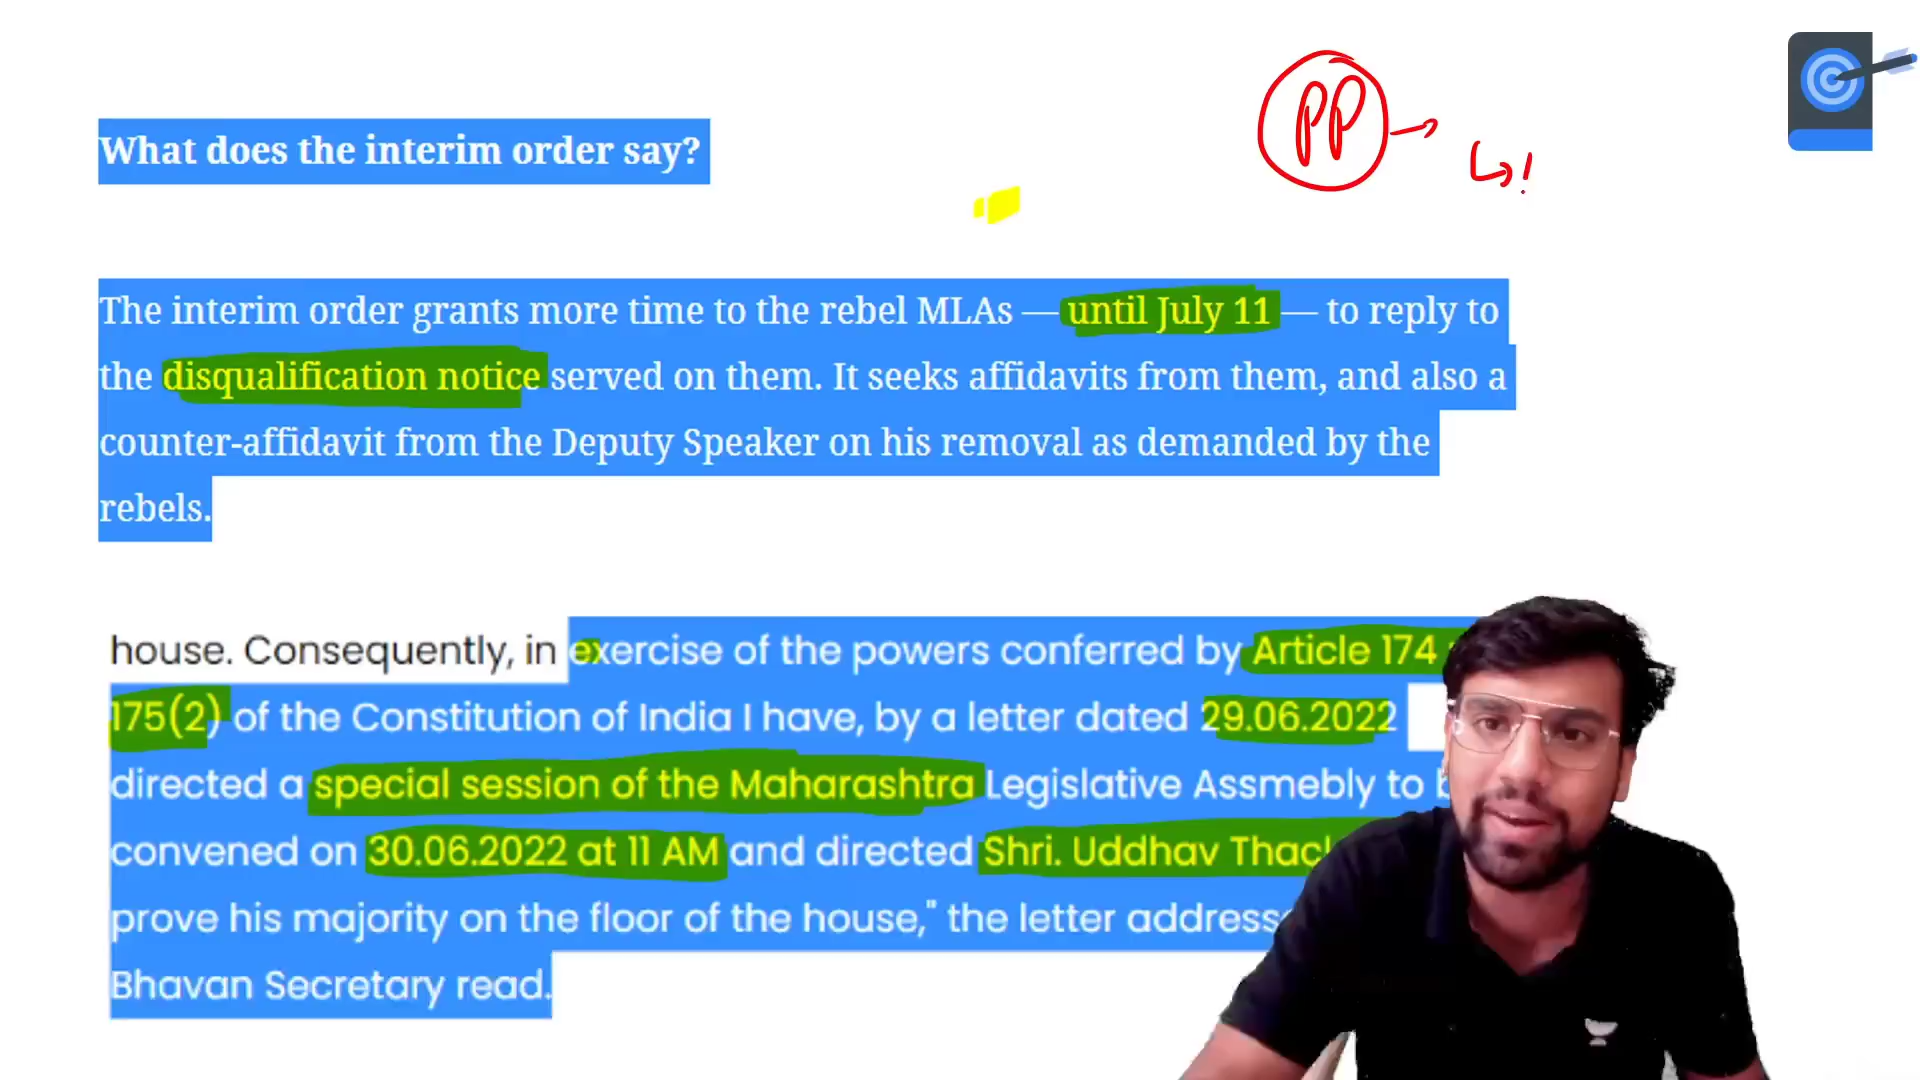 What does the interim order say?
PP
The interim order grants more time to the rebel MLAs — until July 11 — to reply to
the disqualification notice served on them. It seeks affidavits from them, and also a
counter-affidavit from the Deputy Speaker on his removal as demanded by the
rebels.
house. Consequently, in exercise of the powers conferred by Article 174
175(2) of the Constitution of India I have, by a letter dated 29.06.2022
directed a special session of the Maharashtra Legislative Assmebly to
convened on 30.06.2022 at 11 AM and directed Shri. Uddhav
prove his majority on the floor of the house," the letter
Bhavan Secretary read.